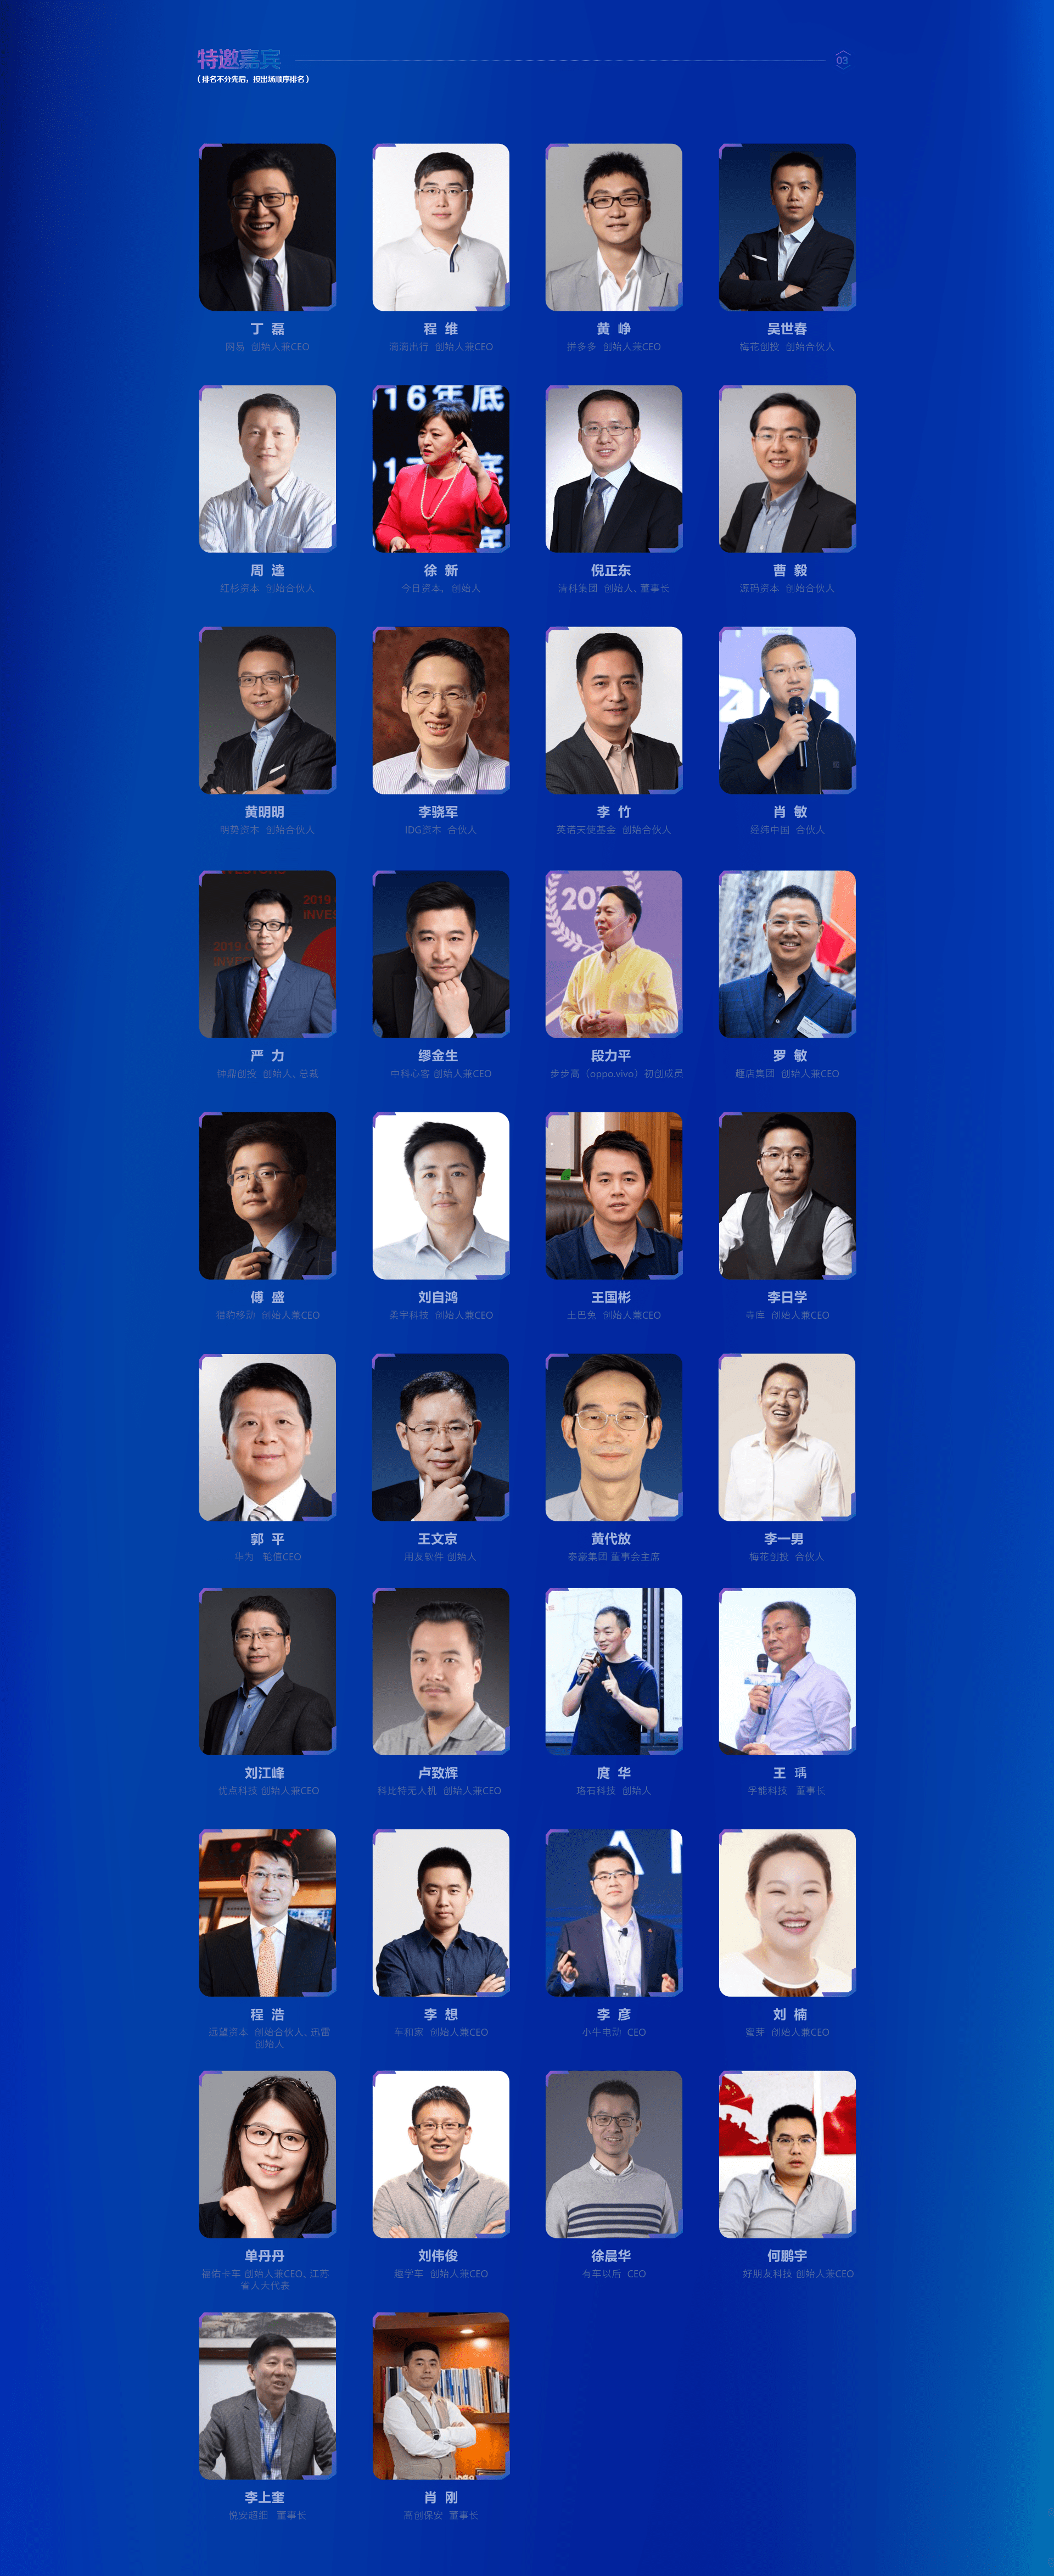 特邀嘉宾
03
（排名不分先后，按出场顺序排名）
丁 磊
程 维
黄 峥
吴世春
网易 创始人兼CEO
滴滴出行 创始人兼CEO
拼多多 创始人兼CEO
梅花创投 创始合伙人
16年底
017
底
周 逵
徐 新
倪正东
曹 毅
红杉资本 创始合伙人
今日资本， 创始人
清科集团 创始人、董事长
源码资本 创始合伙人
黄明明
李骁军
李 竹
肖 敏
明势资本 创始合伙人
IDG资本 合伙人
英诺天使基金 创始合伙人
经纬中国 合伙人
2019
INVES
2019
INVES
20
严 力
缪金生
段力平
罗 敏
钟鼎创投 创始人、总裁
中科心客 创始人兼CEO
步步高（oppo.vivo）初创成员
趣店集团 创始人兼CEO
傅 盛
刘自鸿
王国彬
李日学
猎豹移动 创始人兼CEO
柔宇科技 创始人兼CEO
土巴兔 创始人兼CEO
寺库 创始人兼CEO
郭 平
王文京
黄代放
李一男
华为 轮值CEO
用友软件 创始人
泰豪集团 董事会主席
梅花创投 合伙人
刘江峰
卢致辉
庹 华
王 瑀
优点科技 创始人兼CEO
科比特无人机 创始人兼CEO
珞石科技 创始人
孚能科技 董事长
程 浩
李 想
李 彦
刘 楠
远望资本 创始合伙人、迅雷
创始人
车和家 创始人兼CEO
小牛电动 CEO
蜜芽 创始人兼CEO
单丹丹
刘伟俊
徐晨华
何鹏宇
福佑卡车 创始人兼CEO、江苏
省人大代表
趣学车 创始人兼CEO
有车以后 CEO
好朋友科技 创始人兼CEO
李上奎
肖 刚
悦安超细 董事长
高创保安 董事长